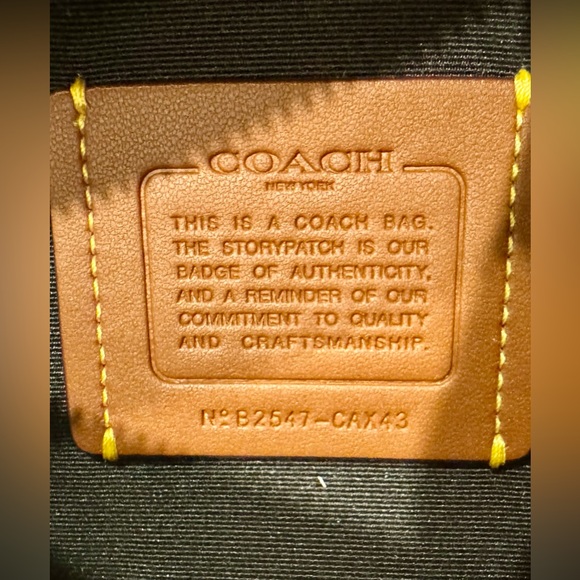 COACH
NEW YORK
THIS IS A COACH BAG.
THE STORYPATCH IS OUR
BADGE OF AUTHENTICITY,
AND A REMINDER OF OUR
COMMITMENT TO QUALITY
AND CRAFTSMANSHIP.
Nº B2547-CAX43